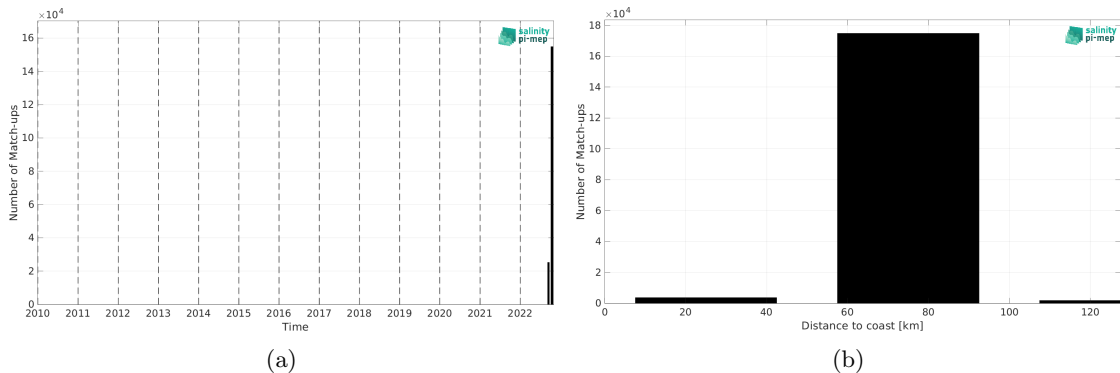 ×10⁴
16
14
12
10
8
6
4
2
0
Number of Match-ups
2010 2011 2012 2013 2014 2015 2016 2017 2018 2019 2020 2021 2022
Time
salinity
pi-mep
(a)
×10⁴
18
16
14
12
10
8
6
4
2
0
Number of Match-ups
0 20 40 60 80 100 120
Distance to coast [km]
salinity
pi-mep
(b)